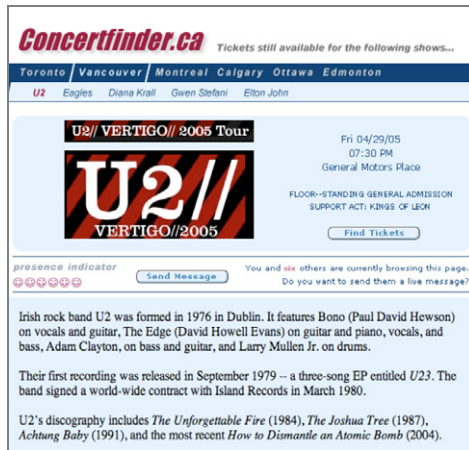 Concertfinder.ca Tickets still available for the following shows...
Toronto Vancouver Montreal Calgary Ottawa Edmonton
U2 Eagles Diana Krall Gwen Stefani Elton John
U2// VERTIGO// 2005 Tour
U2//
VERTIGO//2005
Fri 04/29/05
07:30 PM
General Motors Place
FLOOR--STANDING GENERAL ADMISSION
SUPPORT ACT: KINGS OF LEON
Find Tickets
presence indicator
Send Message
You and six others are currently browsing this page.
Do you want to send them a live message?
Irish rock band U2 was formed in 1976 in Dublin. It features Bono (Paul David Hewson)
on vocals and guitar, The Edge (David Howell Evans) on guitar and piano, vocals, and
bass, Adam Clayton, on bass and guitar, and Larry Mullen Jr. on drums.
Their first recording was released in September 1979 -- a three-song EP entitled U23. The
band signed a world-wide contract with Island Records in March 1980.
U2's discography includes The Unforgettable Fire (1984), The Joshua Tree (1987),
Achtung Baby (1991), and the most recent How to Dismantle an Atomic Bomb (2004).